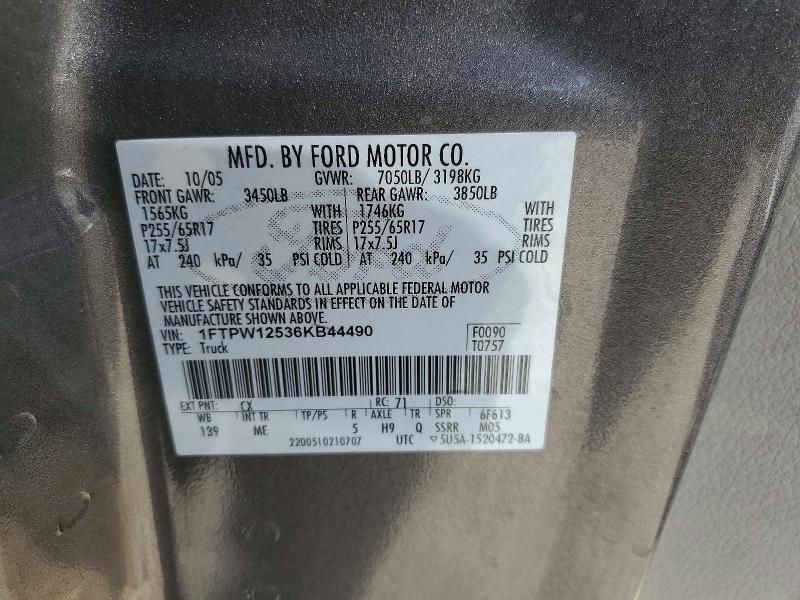 MFD. BY FORD MOTOR CO.
DATE: 10/05 GVWR: 7050LB/ 3198KG
FRONT GAWR: 3450LB REAR GAWR: 3850LB
1565KG WITH 1746KG WITH
P255/65R17 TIRES P255/65R17 TIRES
17x7.5J RIMS 17x7.5J RIMS
AT 240 kPa/ 35 PSI COLD AT 240 kPa/ 35 PSI COLD
Ford
THIS VEHICLE CONFORMS TO ALL APPLICABLE FEDERAL MOTOR
VEHICLE SAFETY STANDARDS IN EFFECT ON THE DATE OF
MANUFACTURE SHOWN ABOVE.
VIN: 1FTPW12536KB44490 F0090
TYPE: Truck T0757
EXT PNT: CX RC: 71 DSO:
WB INT TR TP/PS R AXLE TR SPR 6F613
139 ME 5 H9 Q SSRR M05
2200510210707 UTC ▽5U5A-1520472-BA